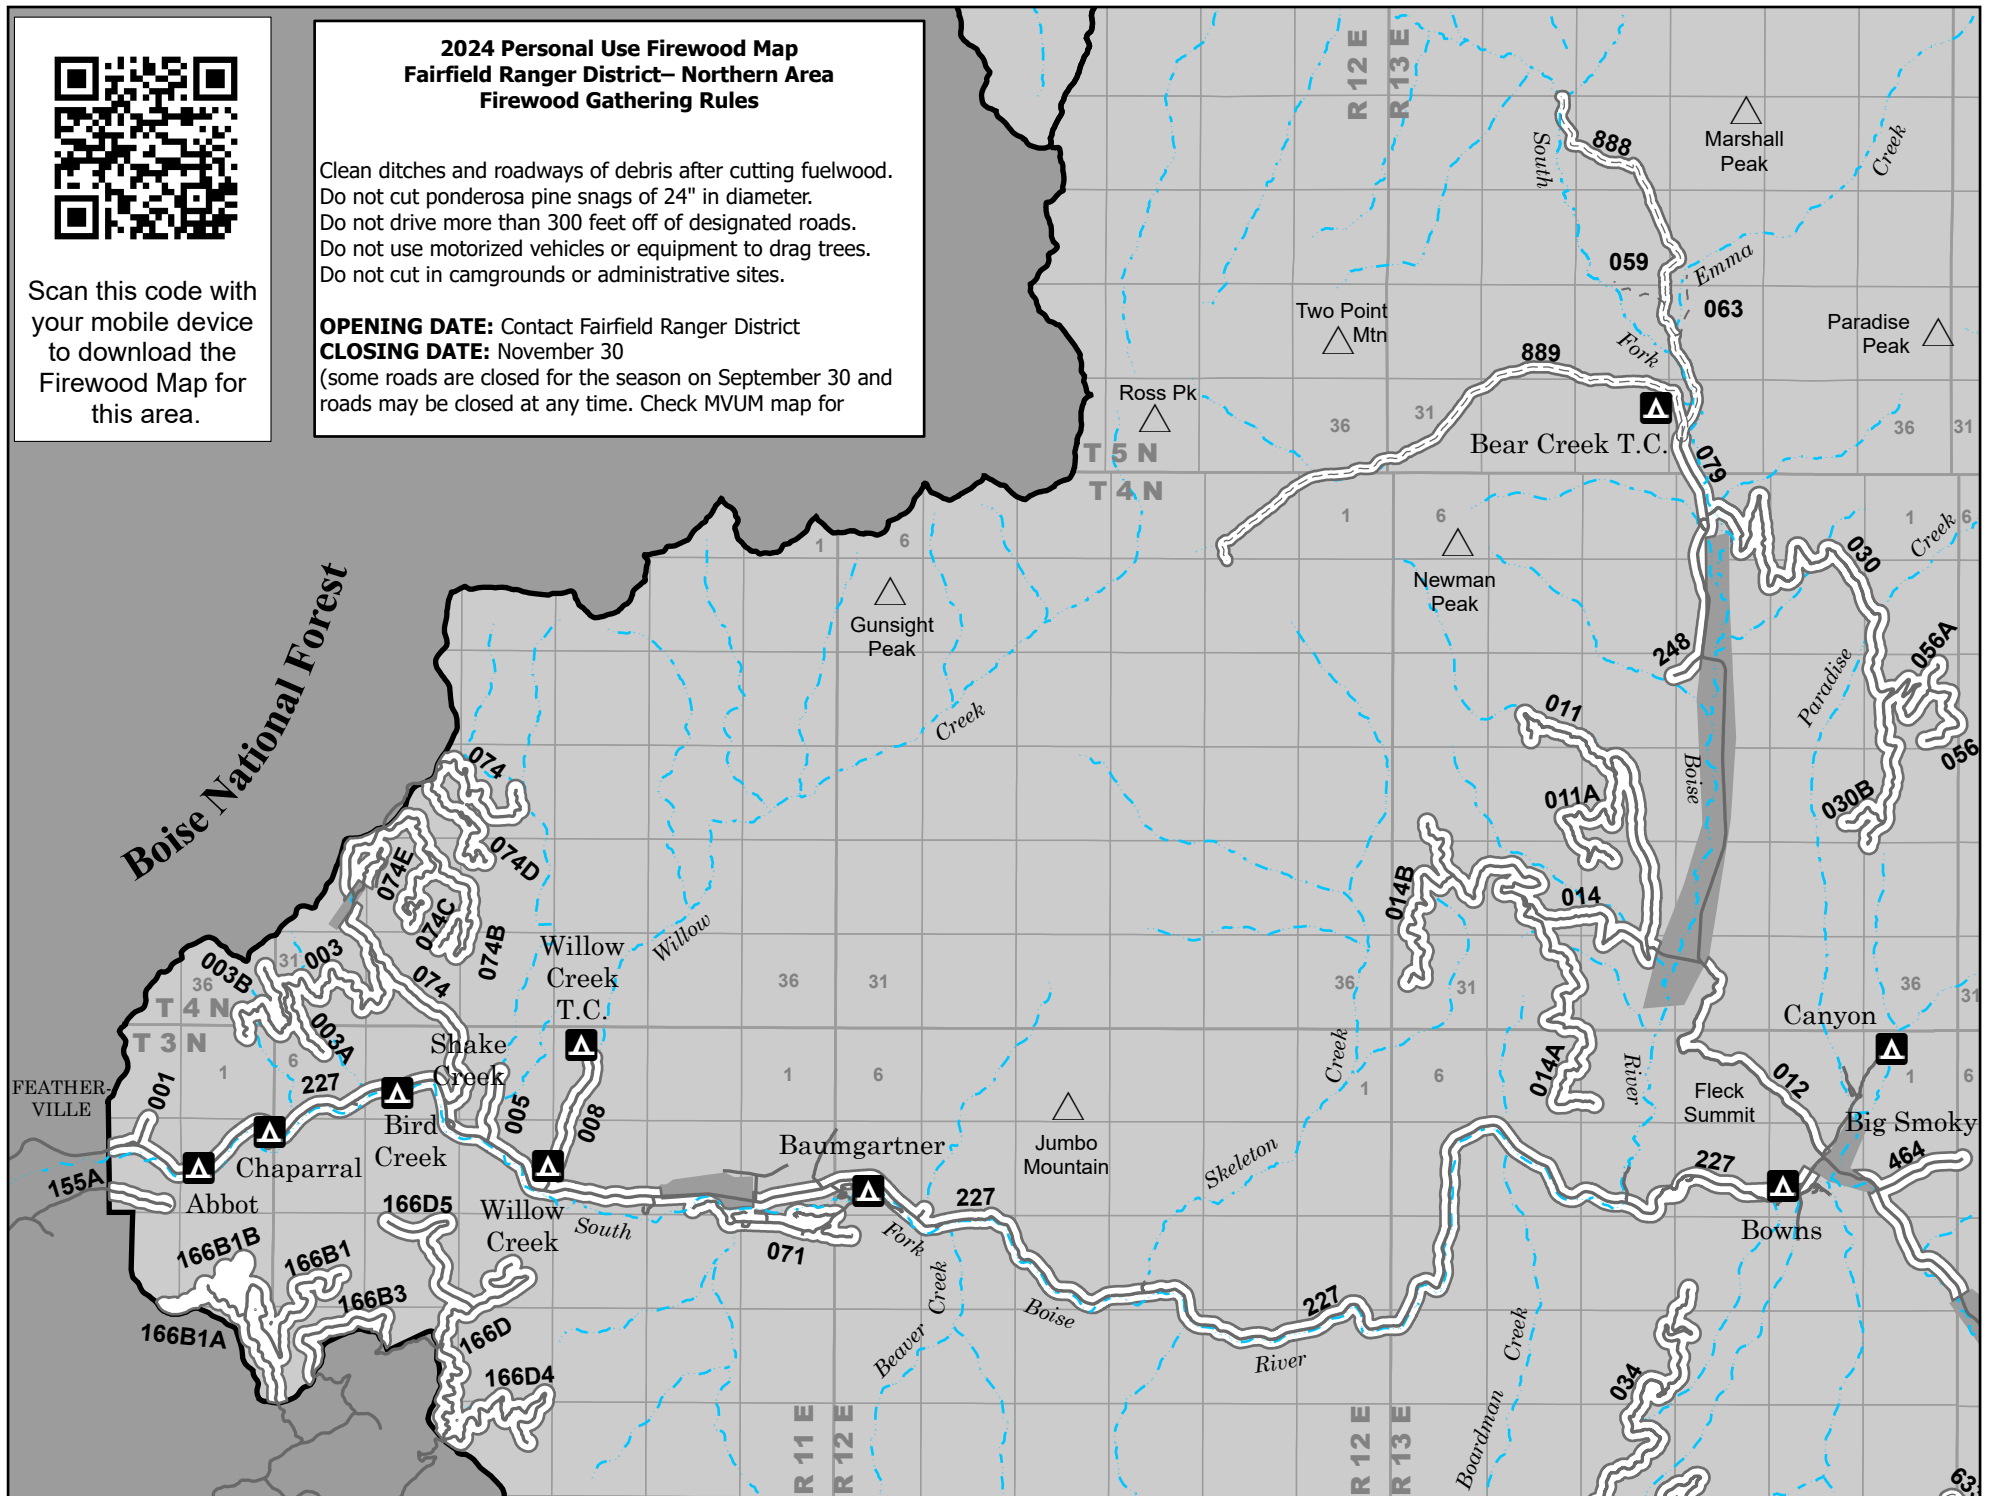 2024 Personal Use Firewood Map
Fairfield Ranger District– Northern Area
Firewood Gathering Rules
Clean ditches and roadways of debris after cutting fuelwood.
Do not cut ponderosa pine snags of 24" in diameter.
Do not drive more than 300 feet off of designated roads.
Do not use motorized vehicles or equipment to drag trees.
Do not cut in camgrounds or administrative sites.
OPENING DATE: Contact Fairfield Ranger District
CLOSING DATE: November 30
(some roads are closed for the season on September 30 and
roads may be closed at any time. Check MVUM map for
Scan this code with
your mobile device
to download the
Firewood Map for
this area.
R 12 E
R 13 E
888
Marshall
Peak
South
Creek
059
Emma
063
Two Point
Mtn
Fork
Paradise
Peak
889
Ross Pk
36
31
Bear Creek T.C.
36
31
T 5 N
T 4 N
079
1
6
1
6
1
6
Creek
030
Newman
Peak
Gunsight
Peak
Boise National Forest
248
056A
Paradise
Creek
011
056
Boise
074
011A
030B
074E
074D
014B
014
074C
074B
Willow
Willow
Creek
T.C.
003
003B
31
36
074
36
31
36
31
36
31
T 4 N
T 3 N
003A
Canyon
Shake
Creek
Creek
River
014A
6
1
1
6
1
6
1
6
FEATHER-
VILLE
001
227
005
008
Fleck
Summit
012
Big Smoky
Bird
Creek
Baumgartner
Jumbo
Mountain
Skeleton
464
Chaparral
155A
Abbot
227
227
Bowns
166D5
Willow
Creek
South
071
Fork
166B1B
166B1
Creek
Boise
227
166B3
166B1A
166D
Beaver
River
Creek
166D4
034
Boardman
R 11 E
R 12 E
R 12 E
R 13 E